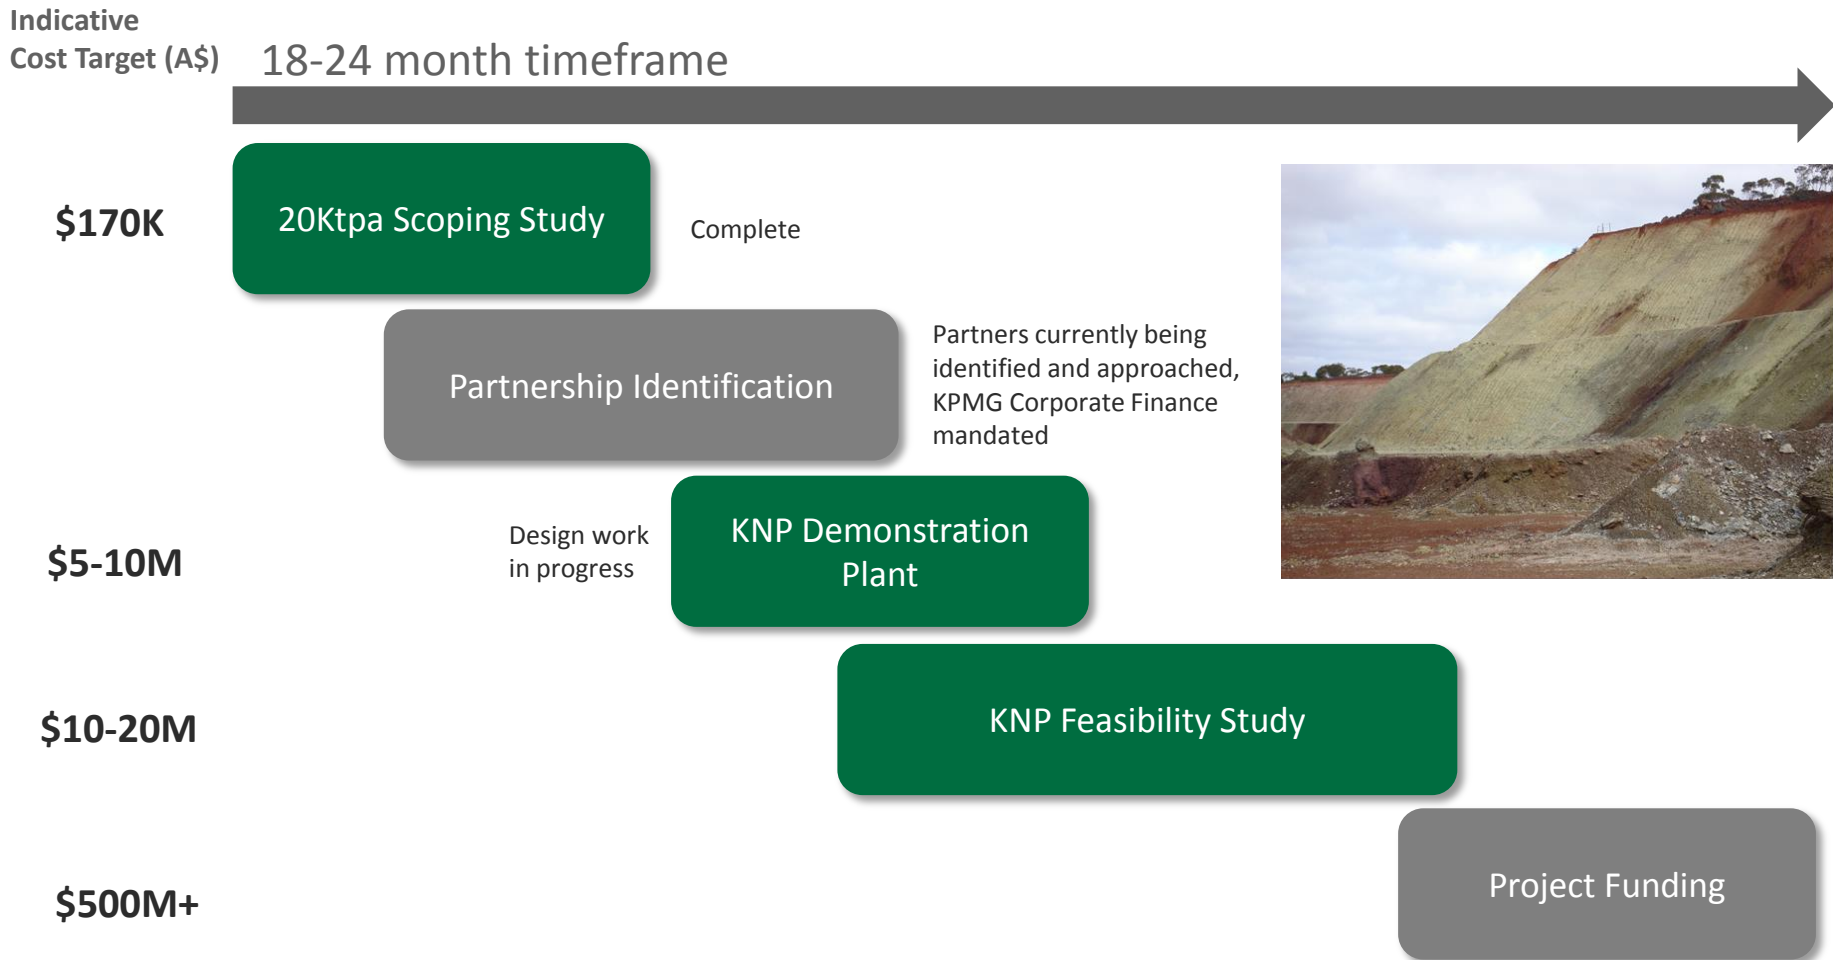 Indicative
Cost Target (A$)
18-24 month timeframe
$170K
20Ktpa Scoping Study
Complete
Partnership Identification
Partners currently being
identified and approached,
KPMG Corporate Finance
mandated
$5-10M
Design work
in progress
KNP Demonstration
Plant
$10-20M
KNP Feasibility Study
$500M+
Project Funding